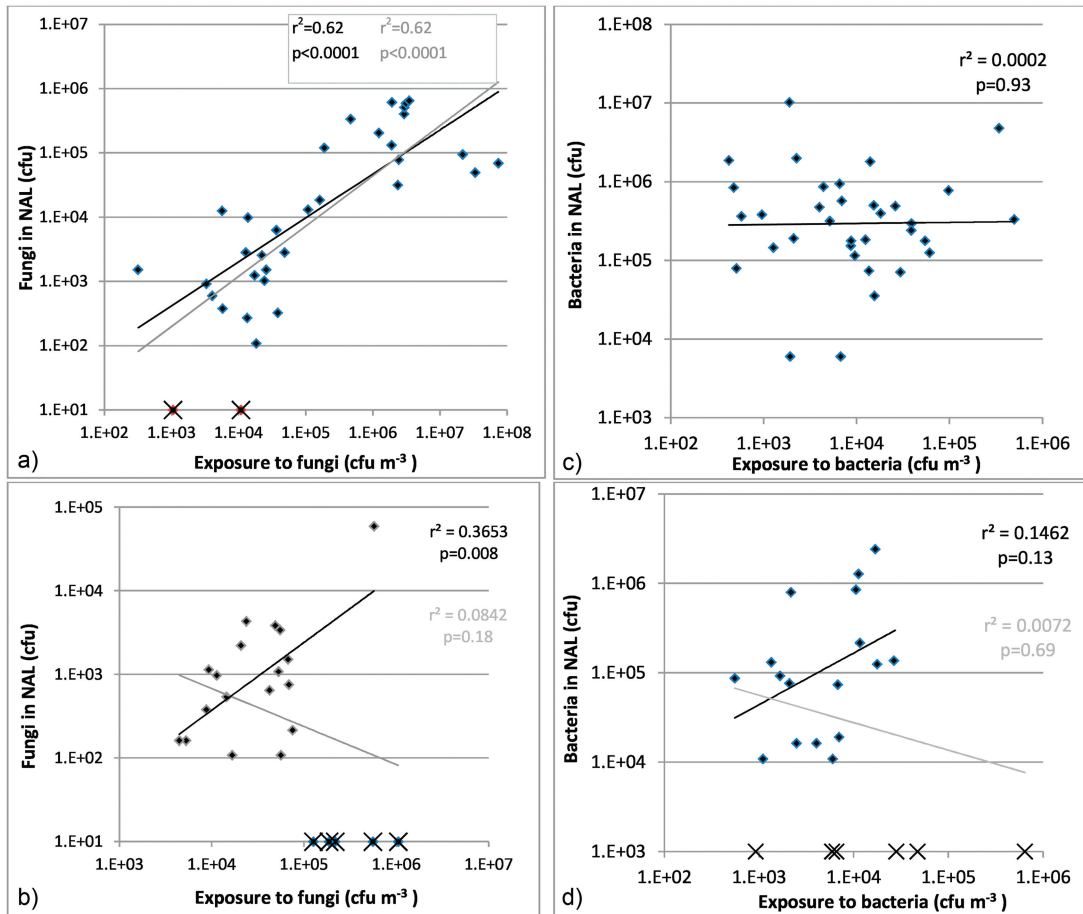 r²=0.62 r²=0.62
p<0.0001 p<0.0001
1.E+07
1.E+06
1.E+05
1.E+04
1.E+03
1.E+02
1.E+01
Fungi in NAL (cfu)
1.E+02 1.E+03 1.E+04 1.E+05 1.E+06 1.E+07 1.E+08
a) Exposure to fungi (cfu m⁻³ )
r² = 0.0002
p=0.93
1.E+08
1.E+07
1.E+06
1.E+05
1.E+04
1.E+03
Bacteria in NAL (cfu)
1.E+02 1.E+03 1.E+04 1.E+05 1.E+06
c) Exposure to bacteria (cfu m⁻³ )
r² = 0.3653
p=0.008
r² = 0.0842
p=0.18
1.E+05
1.E+04
1.E+03
1.E+02
1.E+01
Fungi in NAL (cfu)
1.E+03 1.E+04 1.E+05 1.E+06 1.E+07
b) Exposure to fungi (cfu m⁻³ )
r² = 0.1462
p=0.13
r² = 0.0072
p=0.69
1.E+07
1.E+06
1.E+05
1.E+04
1.E+03
Bacteria in NAL (cfu)
1.E+02 1.E+03 1.E+04 1.E+05 1.E+06
d) Exposure to bacteria (cfu m⁻³ )